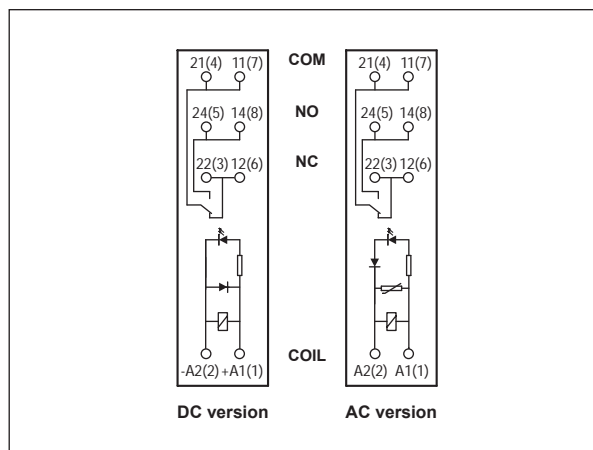 21(4) 11(7) COM 21(4) 11(7)
24(5) 14(8) NO 24(5) 14(8)
22(3) 12(6) NC 22(3) 12(6)
COIL
-A2(2) +A1(1) A2(2) A1(1)
DC version AC version